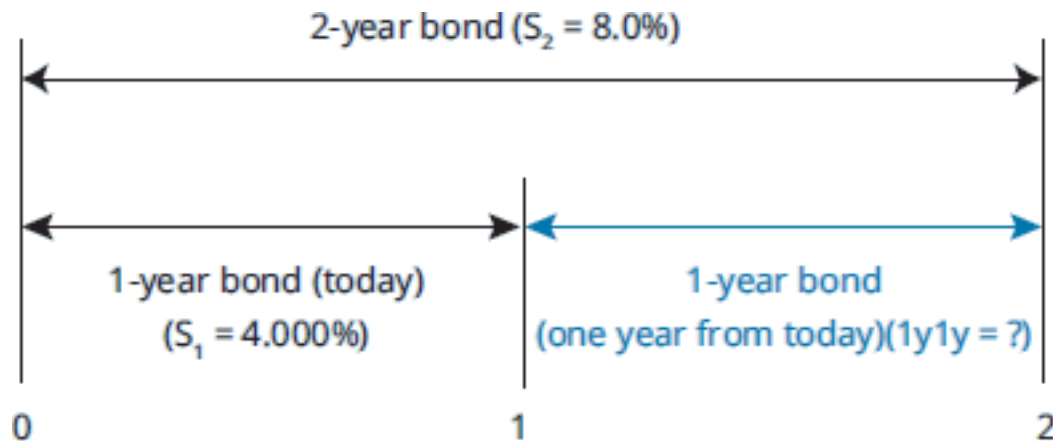 2-year bond (S₂ = 8.0%)
1-year bond (today)
(S₁ = 4.000%)
1-year bond
(one year from today)(1y1y = ?)
0
1
2